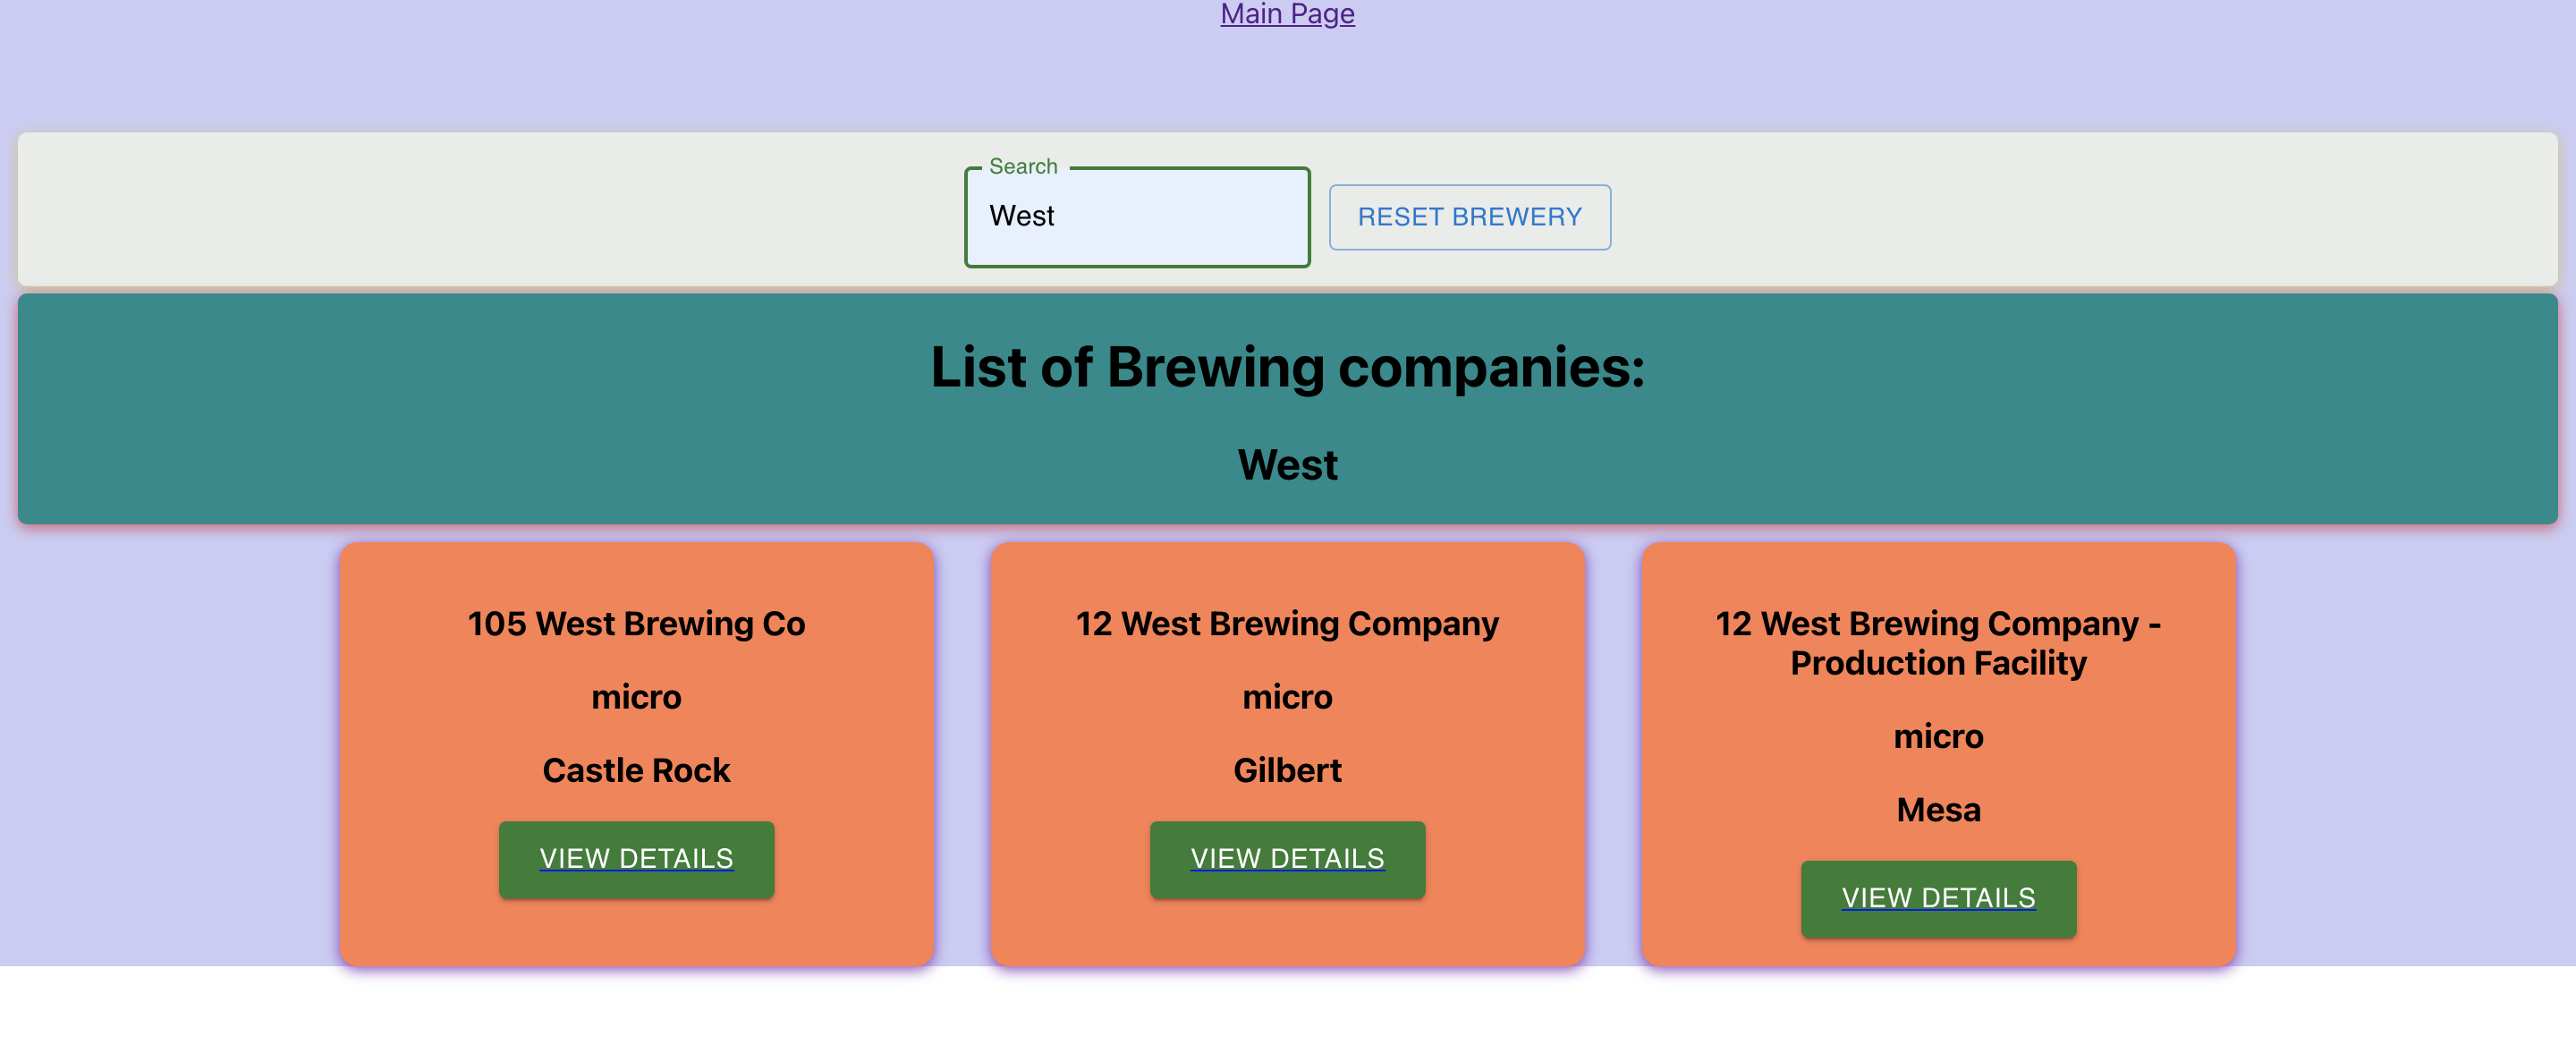 Main Page
Search
West
RESET BREWERY
List of Brewing companies:
West
105 West Brewing Co
micro
Castle Rock
VIEW DETAILS
12 West Brewing Company
micro
Gilbert
VIEW DETAILS
12 West Brewing Company -
Production Facility
micro
Mesa
VIEW DETAILS